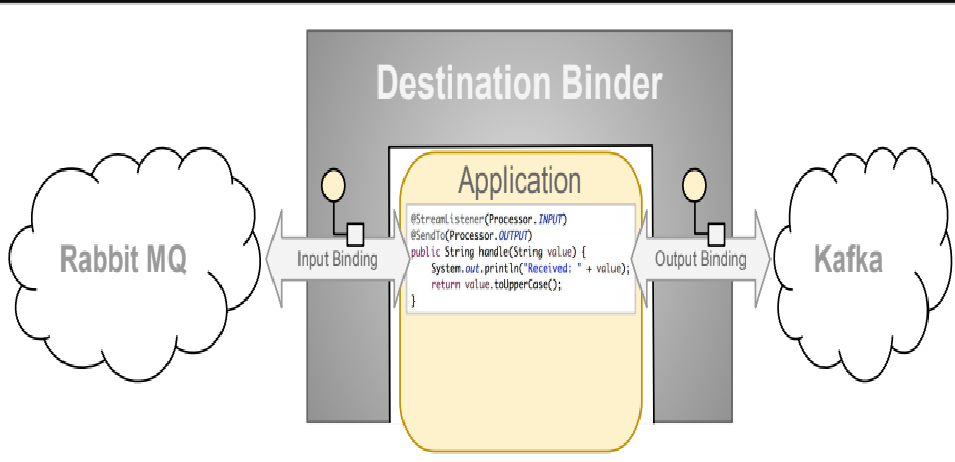 Destination Binder
Application
@StreamListener(Processor.INPUT)
@SendTo(Processor.OUTPUT)
public String handle(String value) {
    System.out.println("Received: " + value);
    return value.toUpperCase();
}
Rabbit MQ
Input Binding
Output Binding
Kafka